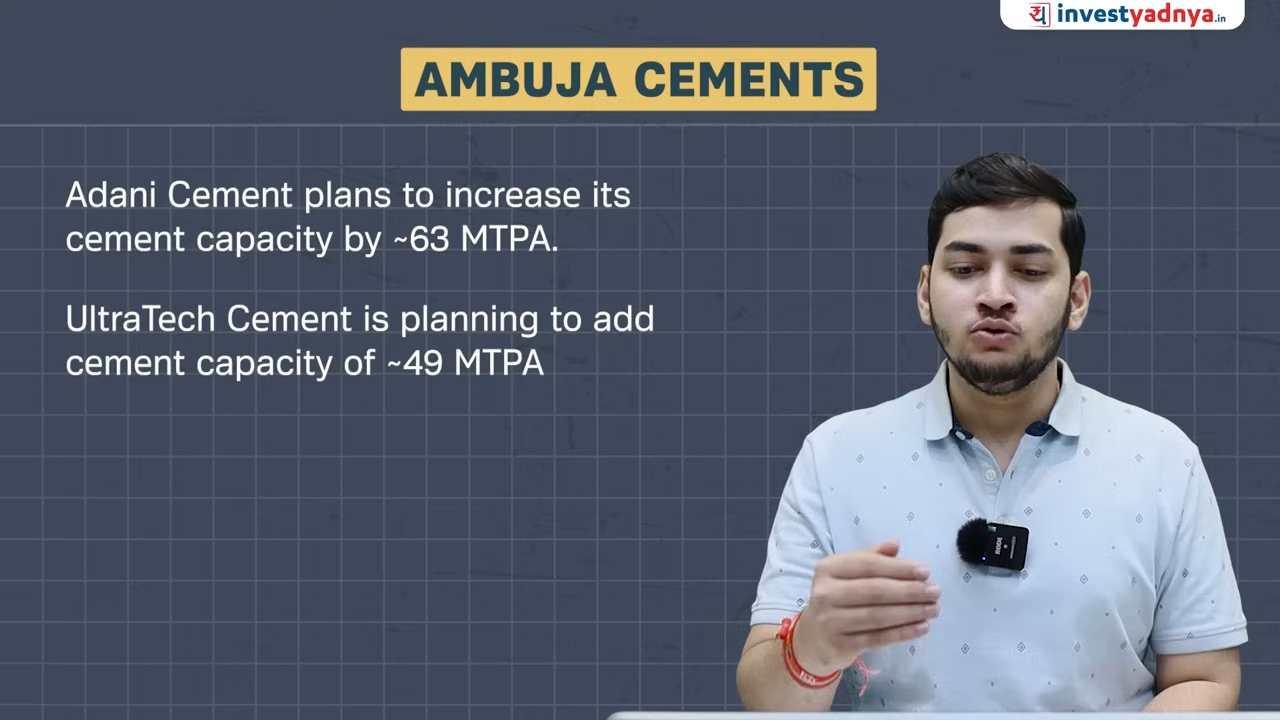 यो investyadnya.in
AMBUJA CEMENTS
Adani Cement plans to increase its
cement capacity by ~63 MTPA.
UltraTech Cement is planning to add
cement capacity of ~49 MTPA
RODE